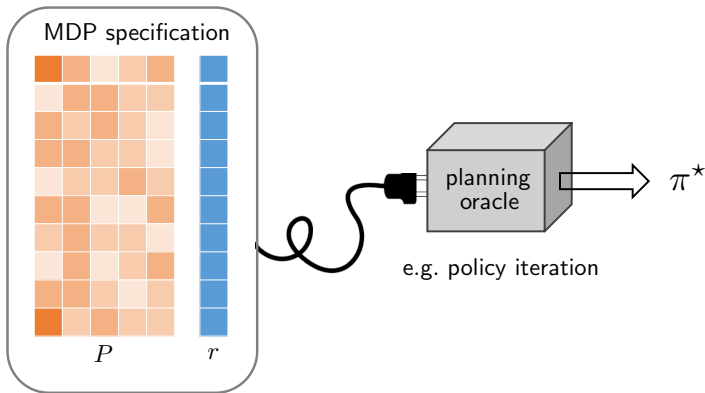 MDP specification
P
r
planning
oracle
e.g. policy iteration
π⋆